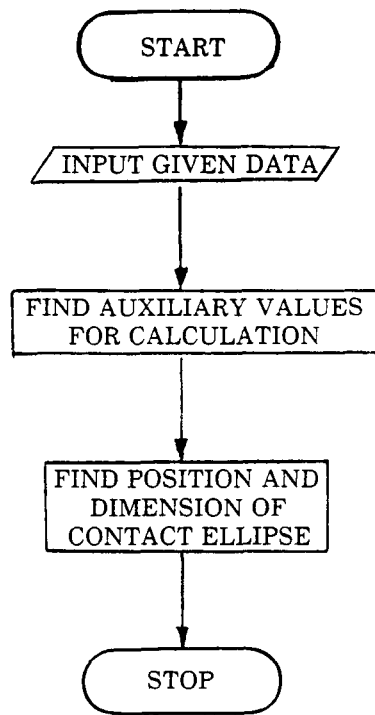 START
INPUT GIVEN DATA
FIND AUXILIARY VALUES
FOR CALCULATION
FIND POSITION AND
DIMENSION OF
CONTACT ELLIPSE
STOP